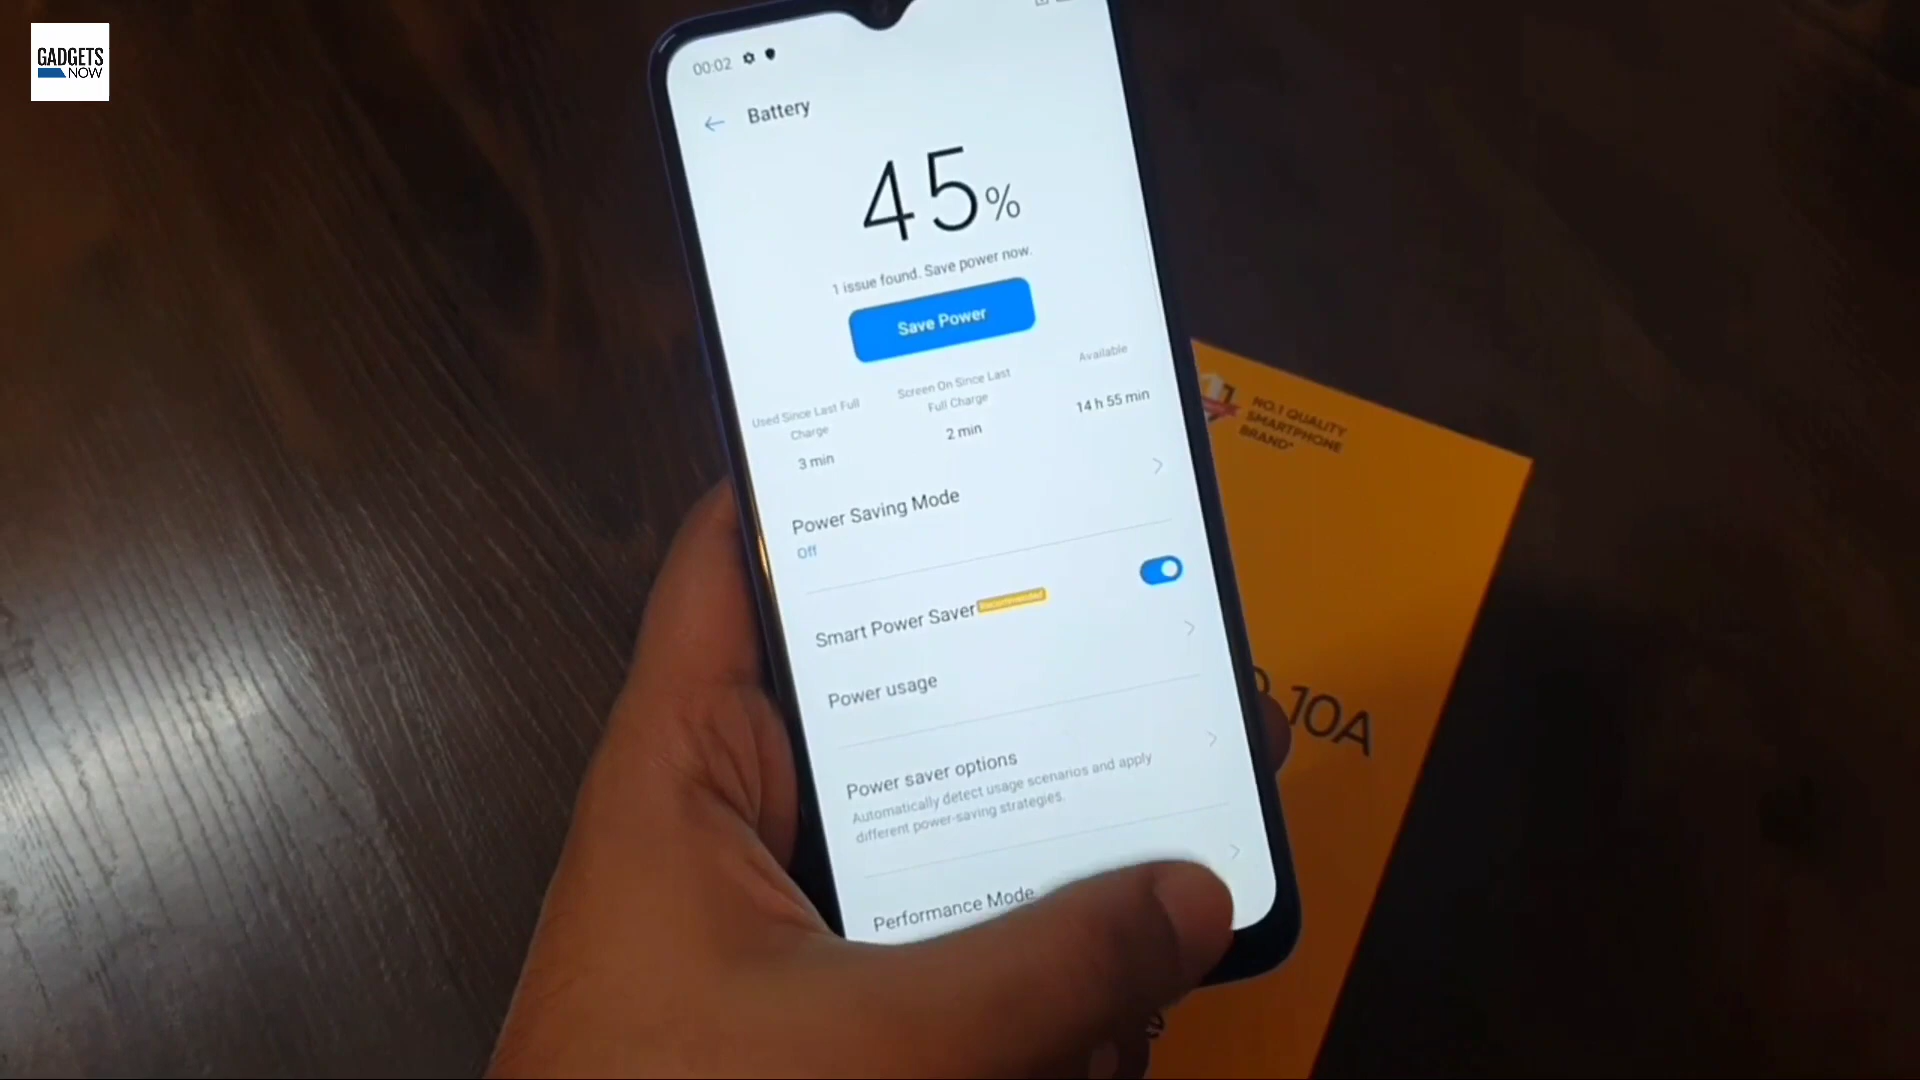 GADGETS
NOW
00:02
Battery
45%
1 issue found. Save power now.
Save Power
Used Since Last Full
Charge
3 min
Screen On Since Last
Full Charge
2 min
Available
14 h 55 min
Power Saving Mode
Off
Smart Power Saver Recommended
Power usage
Power saver options
Automatically detect usage scenarios and apply
different power-saving strategies.
Performance Mode
NO.1 QUALITY
SMARTPHONE
BRAND*
10A